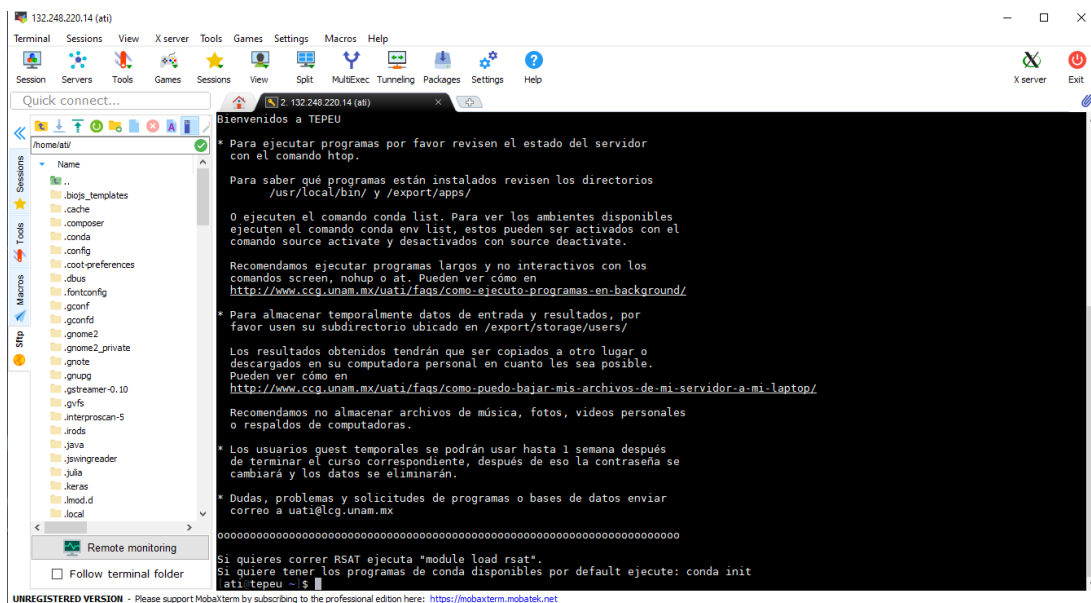 132.248.220.14 (ati)
Terminal Sessions View X server Tools Games Settings Macros Help
Session Servers Tools Games Sessions View Split MultiExec Tunneling Packages Settings Help X server Exit
Quick connect...
2. 132.248.220.14 (ati)
/home/ati/
Name
..
.biojs_templates
.cache
.composer
.conda
.config
.coot-preferences
.dbus
.fontconfig
.gconf
.gconfd
.gnome2
.gnome2_private
.gnote
.gnupg
.gstreamer-0.10
.gvfs
.interproscan-5
.irods
.java
.jswingreader
.julia
.keras
.lmod.d
.local
Sessions
Tools
Macros
Sftp
Remote monitoring
Follow terminal folder
Bienvenidos a TEPEU
* Para ejecutar programas por favor revisen el estado del servidor
con el comando htop.
Para saber qué programas están instalados revisen los directorios
/usr/local/bin/ y /export/apps/
O ejecuten el comando conda list. Para ver los ambientes disponibles
ejecuten el comando conda env list, estos pueden ser activados con el
comando source activate y desactivados con source deactivate.
Recomendamos ejecutar programas largos y no interactivos con los
comandos screen, nohup o at. Pueden ver cómo en
http://www.ccg.unam.mx/uati/faqs/como-ejecuto-programas-en-background/
* Para almacenar temporalmente datos de entrada y resultados, por
favor usen su subdirectorio ubicado en /export/storage/users/
Los resultados obtenidos tendrán que ser copiados a otro lugar o
descargados en su computadora personal en cuanto les sea posible.
Pueden ver cómo en
http://www.ccg.unam.mx/uati/faqs/como-puedo-bajar-mis-archivos-de-mi-servidor-a-mi-laptop/
Recomendamos no almacenar archivos de música, fotos, videos personales
o respaldos de computadoras.
* Los usuarios guest temporales se podrán usar hasta 1 semana después
de terminar el curso correspondiente, después de eso la contraseña se
cambiará y los datos se eliminarán.
* Dudas, problemas y solicitudes de programas o bases de datos enviar
correo a uati@lcg.unam.mx
ooooooooooooooooooooooooooooooooooooooooooooooooooooooooooooooooooooooo
Si quieres correr RSAT ejecuta "module load rsat".
Si quiere tener los programas de conda disponibles por default ejecute: conda init
[ati@tepeu ~]$
UNREGISTERED VERSION - Please support MobaXterm by subscribing to the professional edition here: https://mobaxterm.mobatek.net